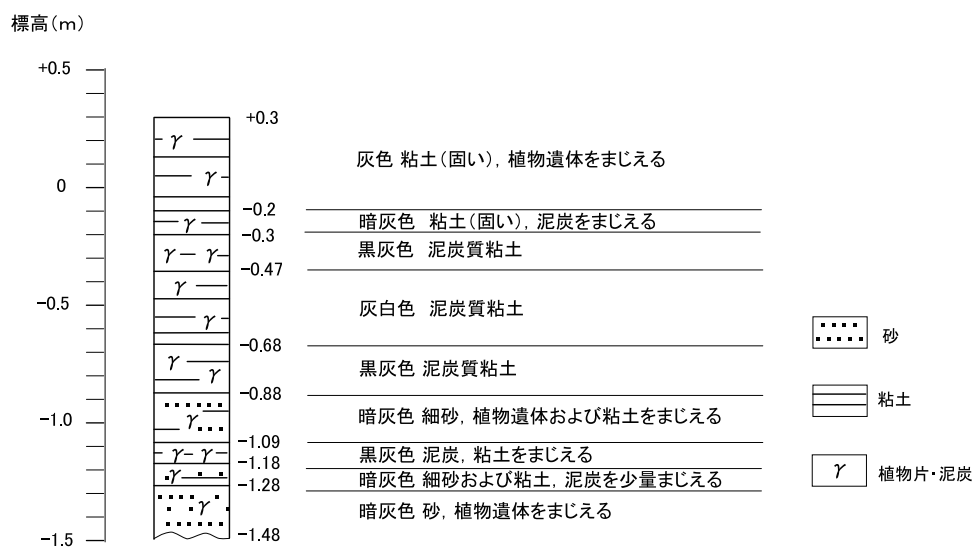 標高(m)
+0.5
0
−0.5
−1.0
−1.5
+0.3
−0.2
−0.3
−0.47
−0.68
−0.88
−1.09
−1.18
−1.28
−1.48
灰色 粘土(固い), 植物遺体をまじえる
暗灰色 粘土(固い), 泥炭をまじえる
黒灰色 泥炭質粘土
灰白色 泥炭質粘土
黒灰色 泥炭質粘土
暗灰色 細砂, 植物遺体および粘土をまじえる
黒灰色 泥炭, 粘土をまじえる
暗灰色 細砂および粘土, 泥炭を少量まじえる
暗灰色 砂, 植物遺体をまじえる
砂
粘土
γ 植物片・泥炭